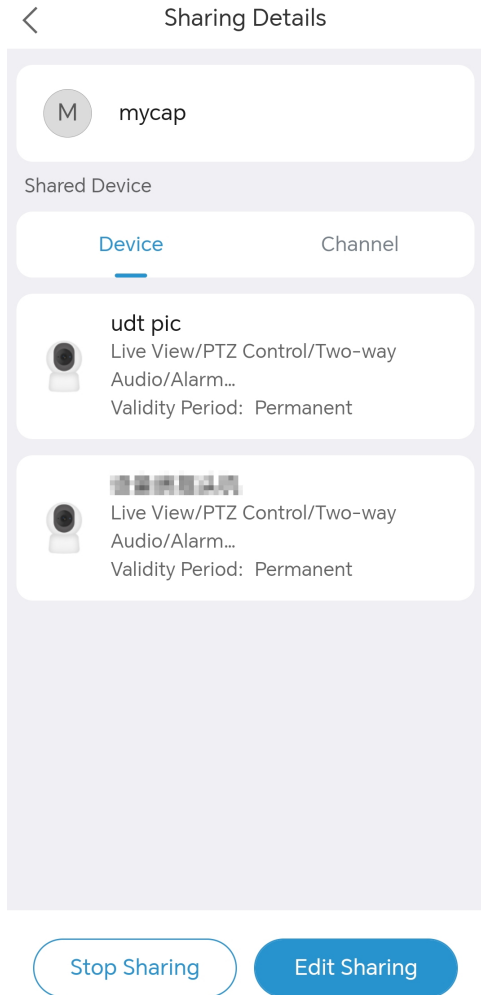 Sharing Details
M
mycap
Shared Device
Device
Channel
udt pic
Live View/PTZ Control/Two-way
Audio/Alarm...
Validity Period: Permanent
Live View/PTZ Control/Two-way
Audio/Alarm...
Validity Period: Permanent
Stop Sharing
Edit Sharing